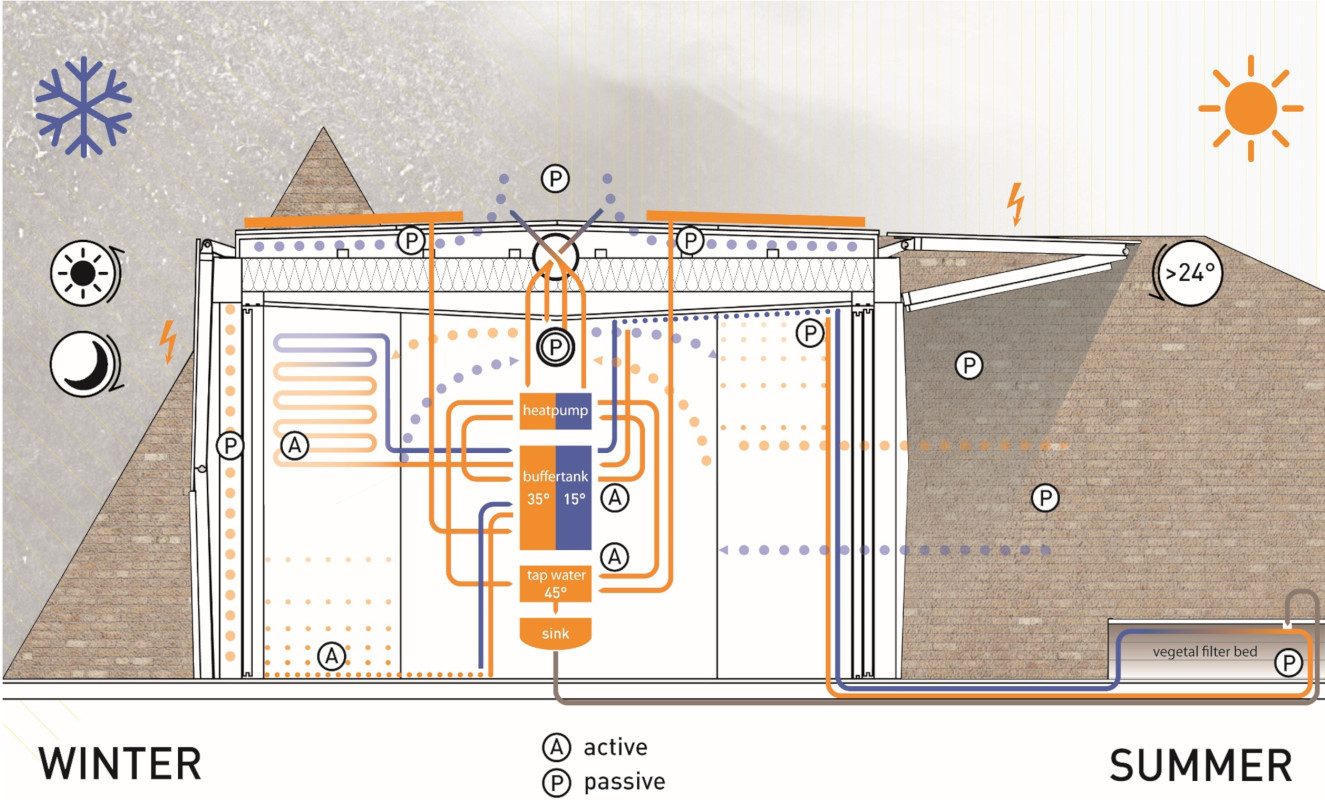 P
P
P
>24°
P
P
P
heatpump
P
A
buffertank
35° 15°
A
P
A
tap water
45°
sink
A
vegetal filter bed
P
WINTER
A active
P passive
SUMMER